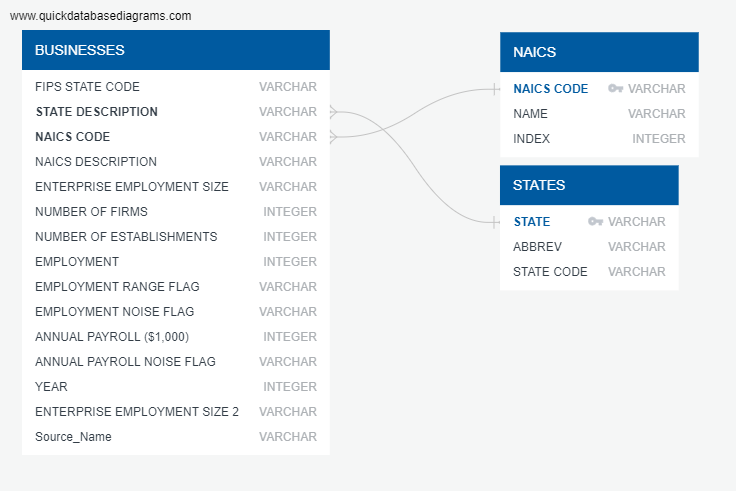 www.quickdatabasediagrams.com
BUSINESSES
FIPS STATE CODE VARCHAR
STATE DESCRIPTION VARCHAR
NAICS CODE VARCHAR
NAICS DESCRIPTION VARCHAR
ENTERPRISE EMPLOYMENT SIZE VARCHAR
NUMBER OF FIRMS INTEGER
NUMBER OF ESTABLISHMENTS INTEGER
EMPLOYMENT INTEGER
EMPLOYMENT RANGE FLAG VARCHAR
EMPLOYMENT NOISE FLAG VARCHAR
ANNUAL PAYROLL ($1,000) INTEGER
ANNUAL PAYROLL NOISE FLAG VARCHAR
YEAR INTEGER
ENTERPRISE EMPLOYMENT SIZE 2 VARCHAR
Source_Name VARCHAR
NAICS
NAICS CODE VARCHAR
NAME VARCHAR
INDEX INTEGER
STATES
STATE VARCHAR
ABBREV VARCHAR
STATE CODE VARCHAR